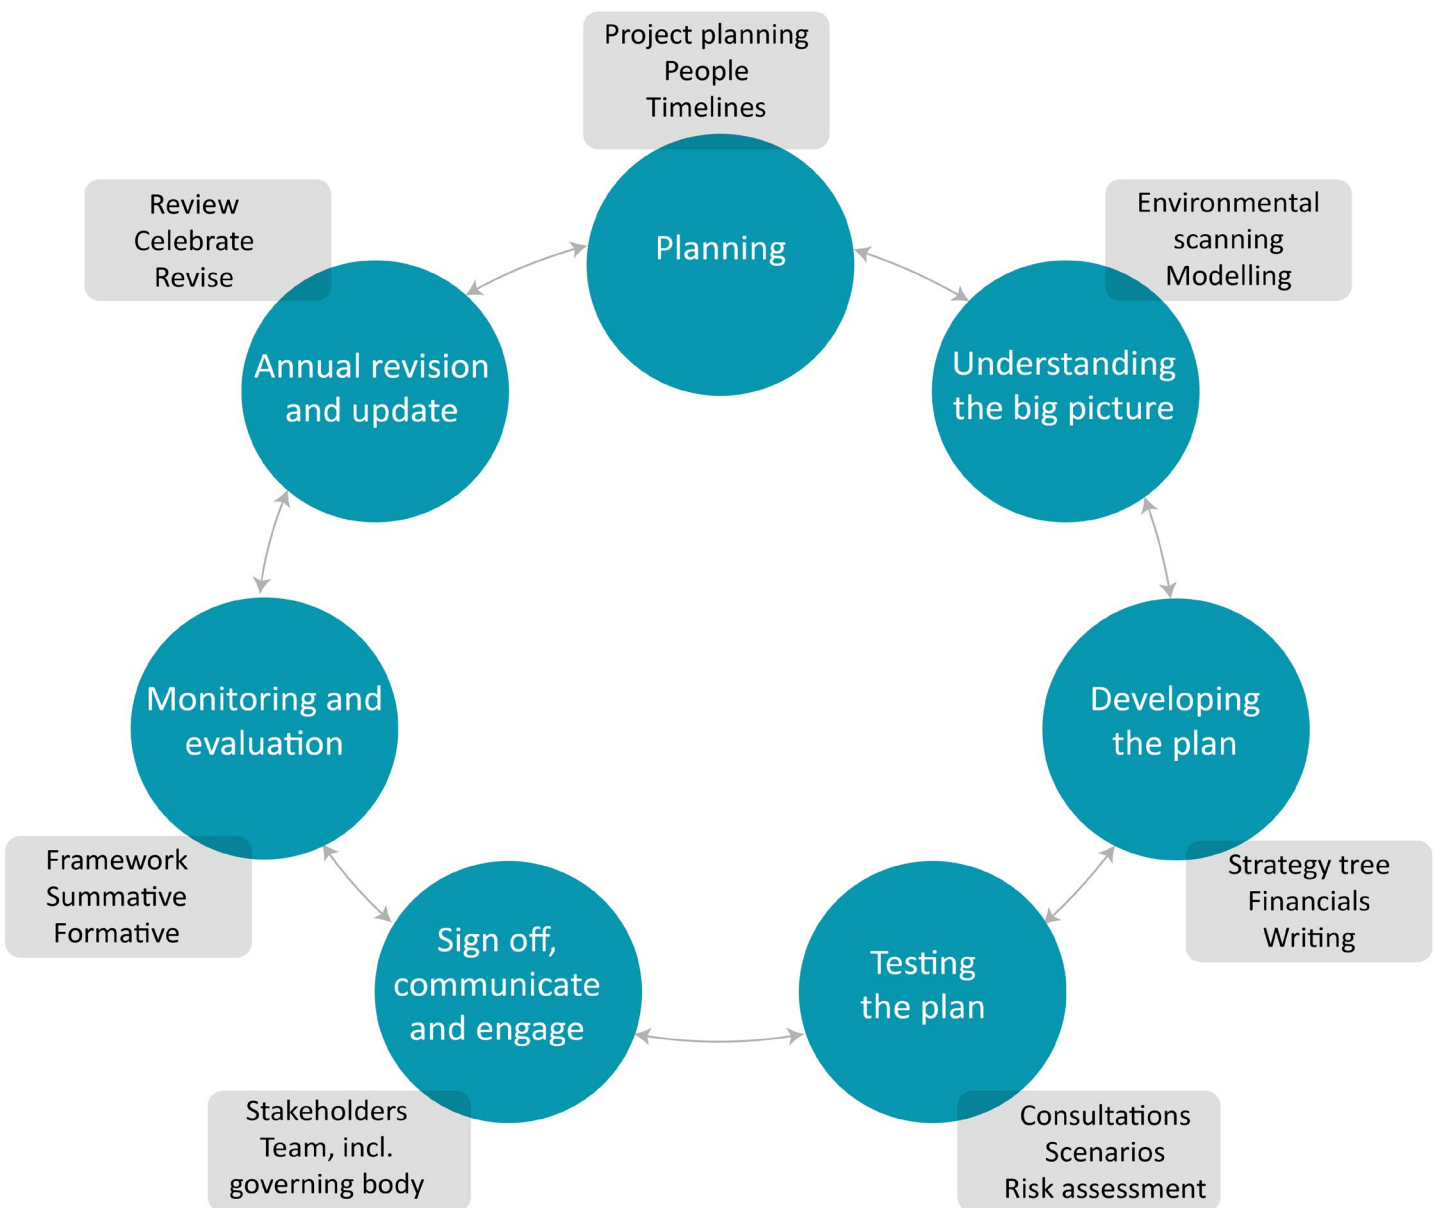 Project planning
People
Timelines
Planning
Environmental
scanning
Modelling
Understanding
the big picture
Developing
the plan
Strategy tree
Financials
Writing
Testing
the plan
Consultations
Scenarios
Risk assessment
Sign off,
communicate
and engage
Stakeholders
Team, incl.
governing body
Monitoring and
evaluation
Framework
Summative
Formative
Review
Celebrate
Revise
Annual revision
and update